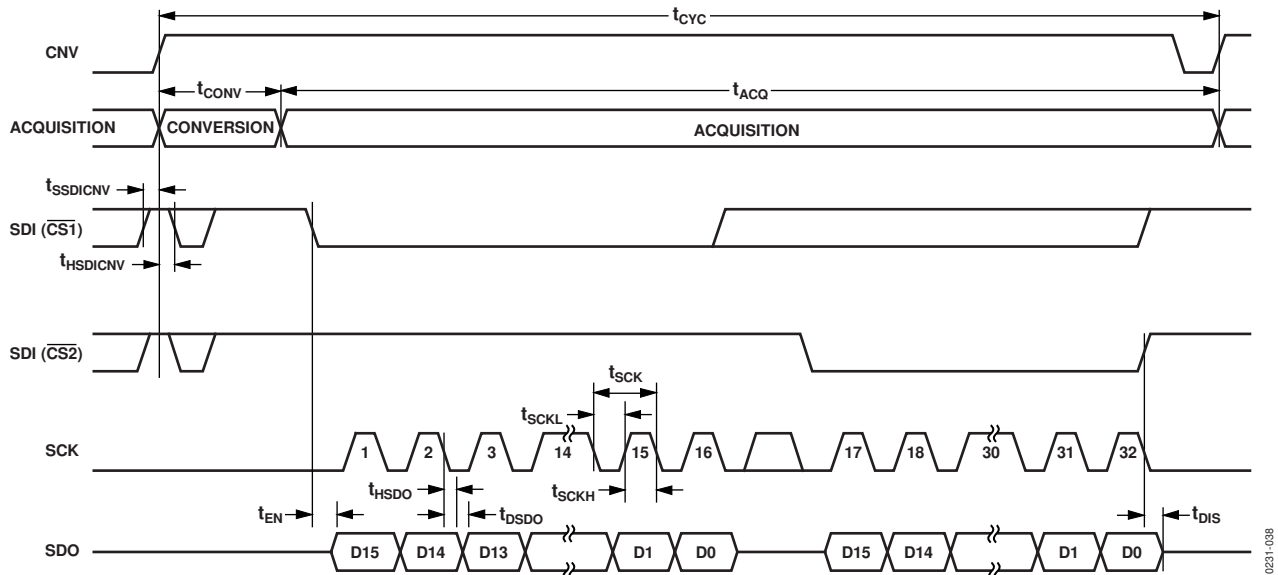 tCYC
CNV
tCONV
tACQ
ACQUISITION CONVERSION ACQUISITION
tSSDICNV
SDI (CS1)
tHSDICNV
SDI (CS2)
tSCK
tSCKL
SCK 1 2 3 14 15 16 17 18 30 31 32
tHSDO
tSCKH
tEN
tDSDO
tDIS
SDO D15 D14 D13 D1 D0 D15 D14 D1 D0
0231-038